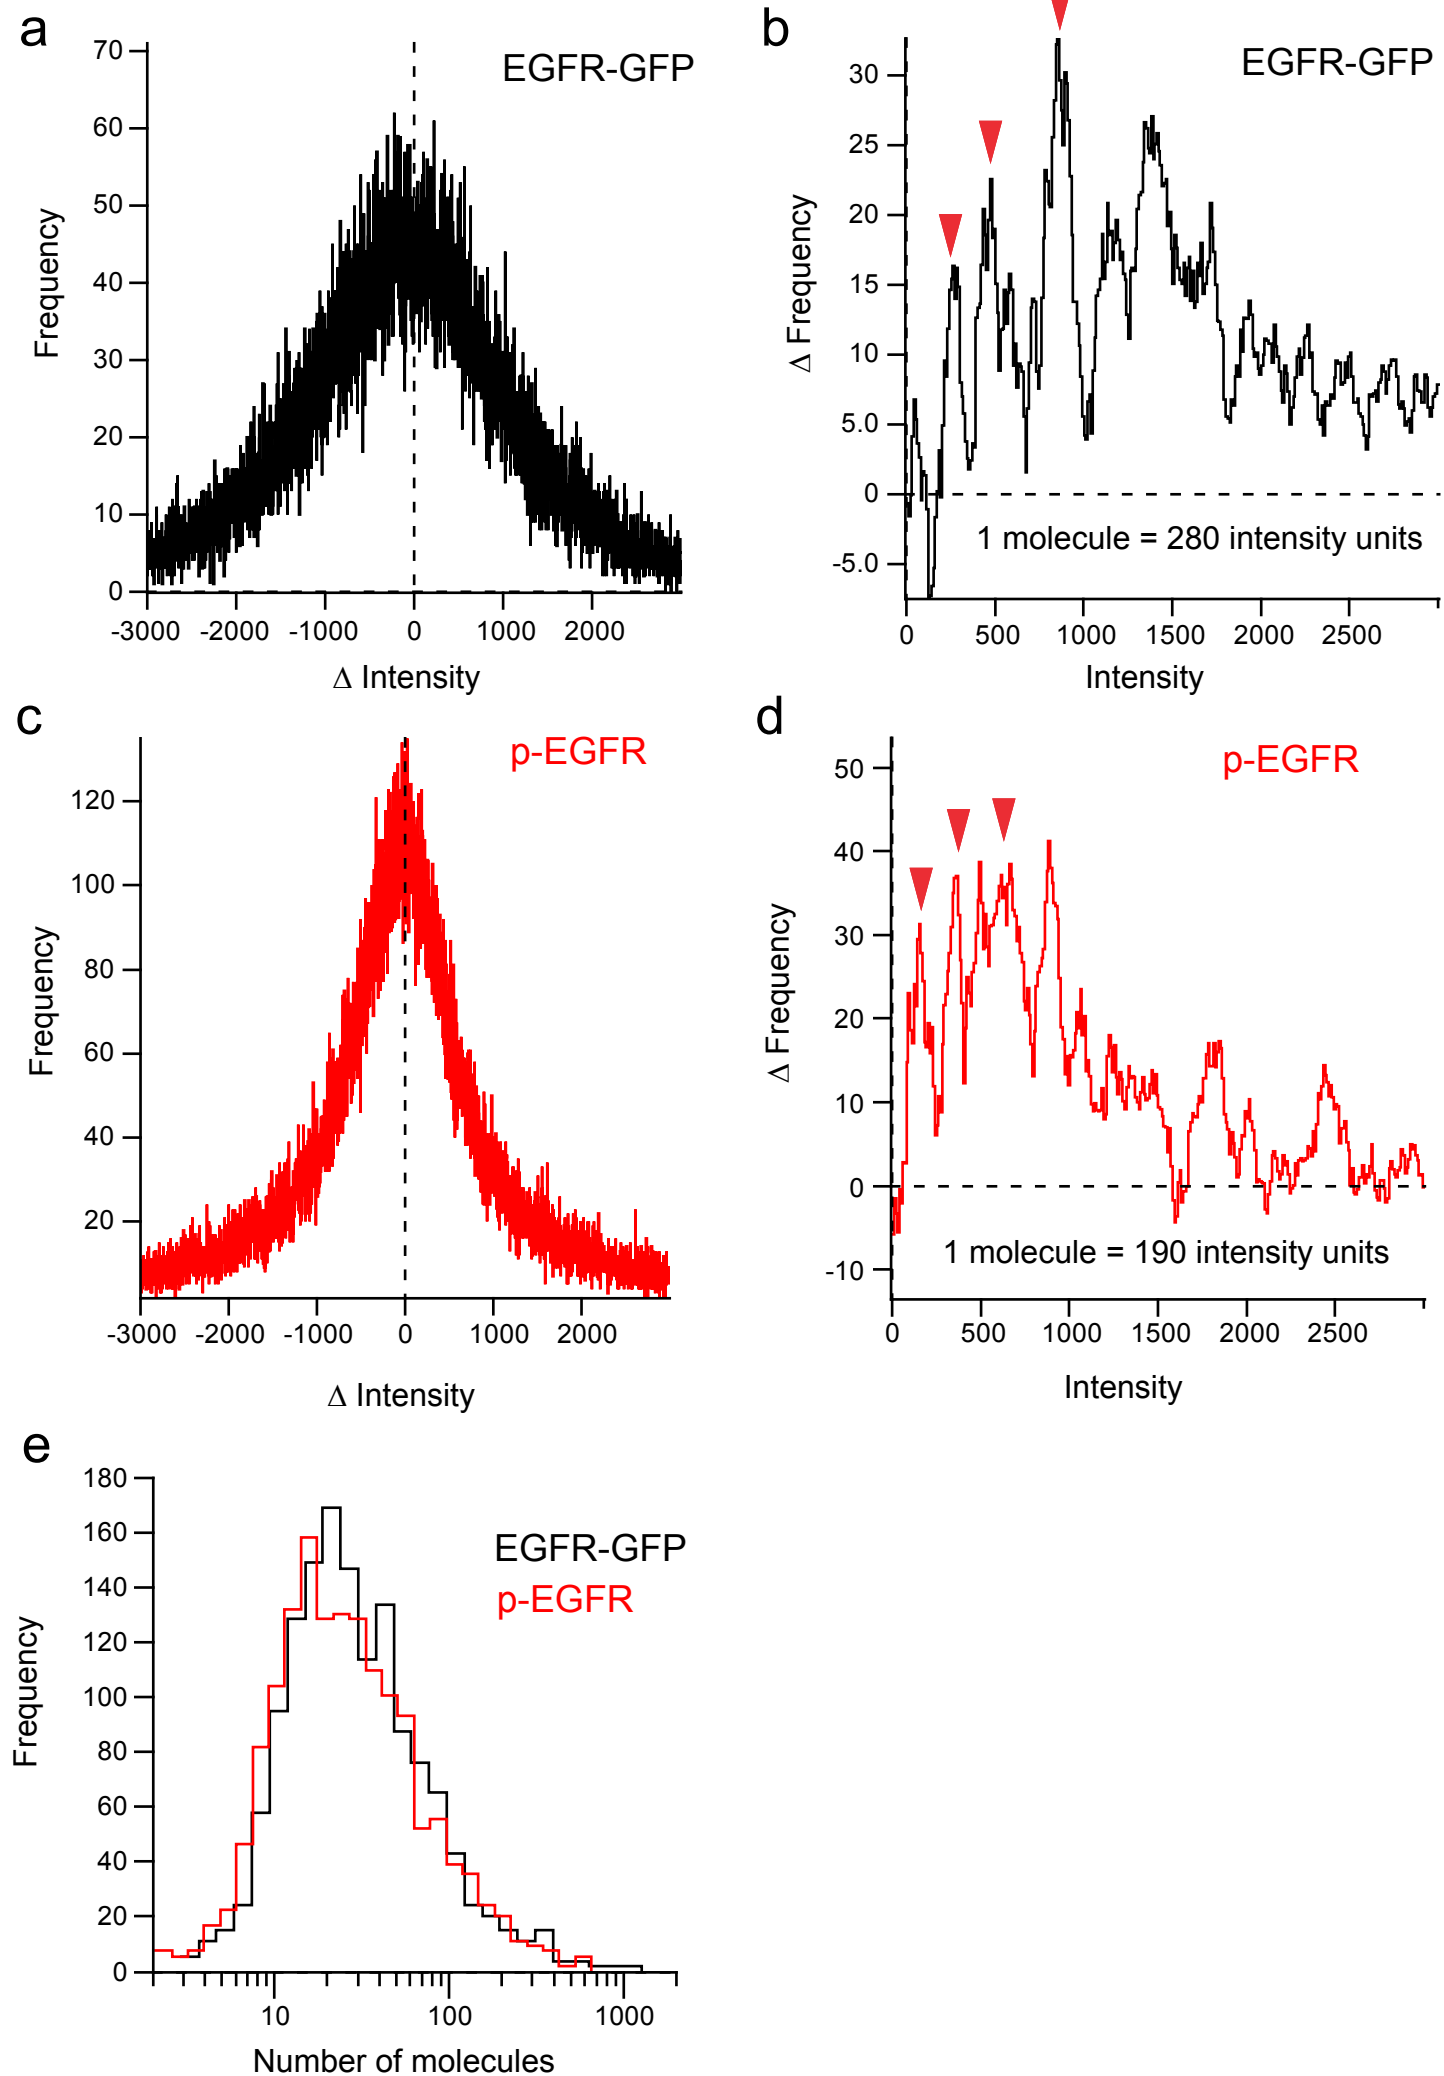 a
EGFR-GFP
70
60
50
40
30
20
10
0
Frequency
-3000 -2000 -1000 0 1000 2000
Δ Intensity
b
EGFR-GFP
30
25
20
15
10
5.0
0
-5.0
Δ Frequency
1 molecule = 280 intensity units
0 500 1000 1500 2000 2500
Intensity
c
p-EGFR
120
100
80
60
40
20
Frequency
-3000 -2000 -1000 0 1000 2000
Δ Intensity
d
p-EGFR
50
40
30
20
10
0
-10
Δ Frequency
1 molecule = 190 intensity units
0 500 1000 1500 2000 2500
Intensity
e
180
160
140
120
100
80
60
40
20
0
Frequency
EGFR-GFP
p-EGFR
10 100 1000
Number of molecules